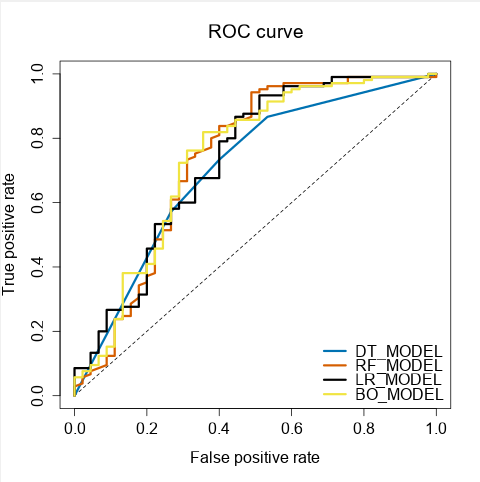 ROC curve
True positive rate
1.0
0.8
0.6
0.4
0.2
0.0
DT_MODEL
RF_MODEL
LR_MODEL
BO_MODEL
0.0 0.2 0.4 0.6 0.8 1.0
False positive rate